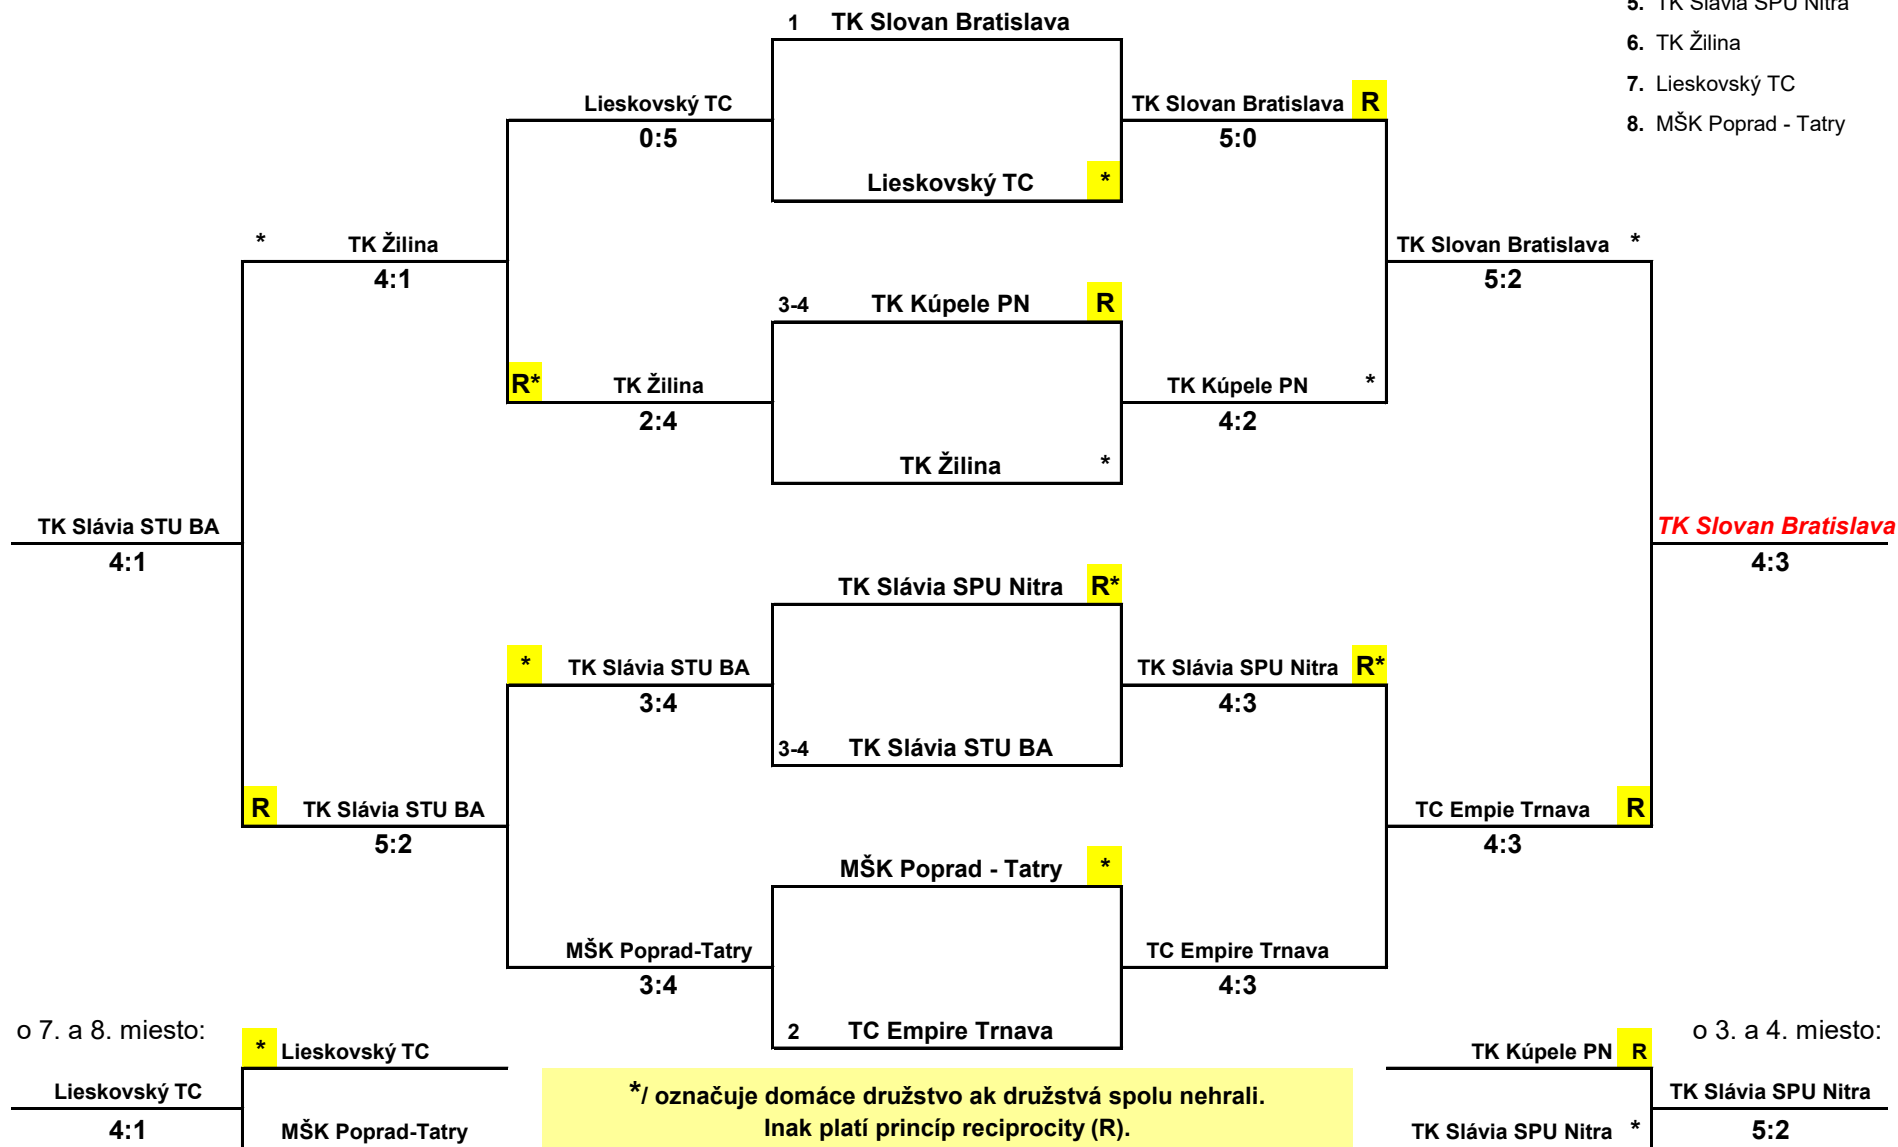 5. TK Slávia SPU Nitra
1 TK Slovan Bratislava
6. TK Žilina
7. Lieskovský TC
Lieskovský TC
TK Slovan Bratislava R
8. MŠK Poprad - Tatry
0:5
5:0
Lieskovský TC *
* TK Žilina
TK Slovan Bratislava *
4:1
5:2
3-4 TK Kúpele PN R
R* TK Žilina
TK Kúpele PN *
2:4
4:2
TK Žilina *
TK Slávia STU BA
TK Slovan Bratislava
4:1
4:3
TK Slávia SPU Nitra R*
* TK Slávia STU BA
TK Slávia SPU Nitra R*
3:4
4:3
3-4 TK Slávia STU BA
R TK Slávia STU BA
TC Empie Trnava R
5:2
4:3
MŠK Poprad - Tatry *
MŠK Poprad-Tatry
TC Empire Trnava
3:4
4:3
o 7. a 8. miesto:
2 TC Empire Trnava
o 3. a 4. miesto:
* Lieskovský TC
TK Kúpele PN R
Lieskovský TC
*/ označuje domáce družstvo ak družstvá spolu nehrali.
TK Slávia SPU Nitra
4:1
MŠK Poprad-Tatry
Inak platí princíp reciprocity (R).
TK Slávia SPU Nitra *
5:2